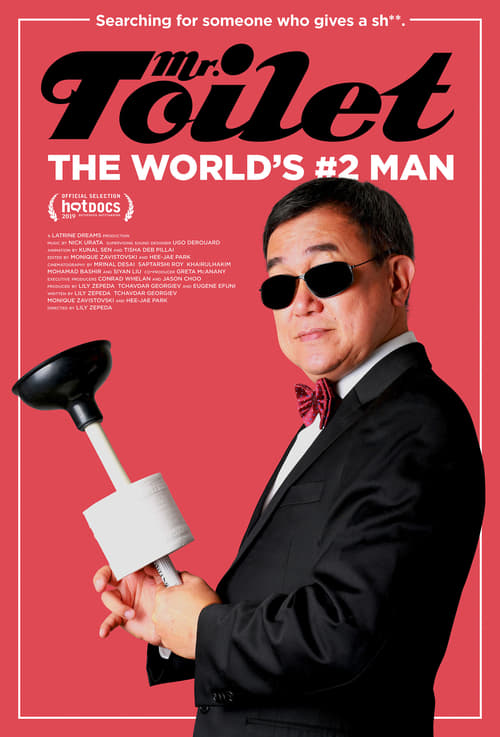 Searching for someone who gives a sh**.
Mr.
Toilet
THE WORLD'S #2 MAN
OFFICIAL SELECTION
hotDOCS
2019
A LATRINE DREAMS PRODUCTION
MUSIC BY NICK URATA SUPERVISING SOUND DESIGNER UGO DEROUARD
ANIMATION BY KUNAL SEN AND TISHA DEB PILLAI
EDITED BY MONIQUE ZAVISTOVSKI AND HEE-JAE PARK
CINEMATOGRAPHY BY MRINAL DESAI SAPTARSHI ROY KHAIRULHAKIM
MOHAMAD BASHIR AND SIYAN LIU CO-PRODUCER GRETA McANANY
EXECUTIVE PRODUCERS CONRAD WHELAN AND JASON CHOO
PRODUCED BY LILY ZEPEDA TCHAVDAR GEORGIEV AND EUGENE EFUNI
WRITTEN BY LILY ZEPEDA TCHAVDAR GEORGIEV
MONIQUE ZAVISTOVSKI AND HEE-JAE PARK
DIRECTED BY LILY ZEPEDA